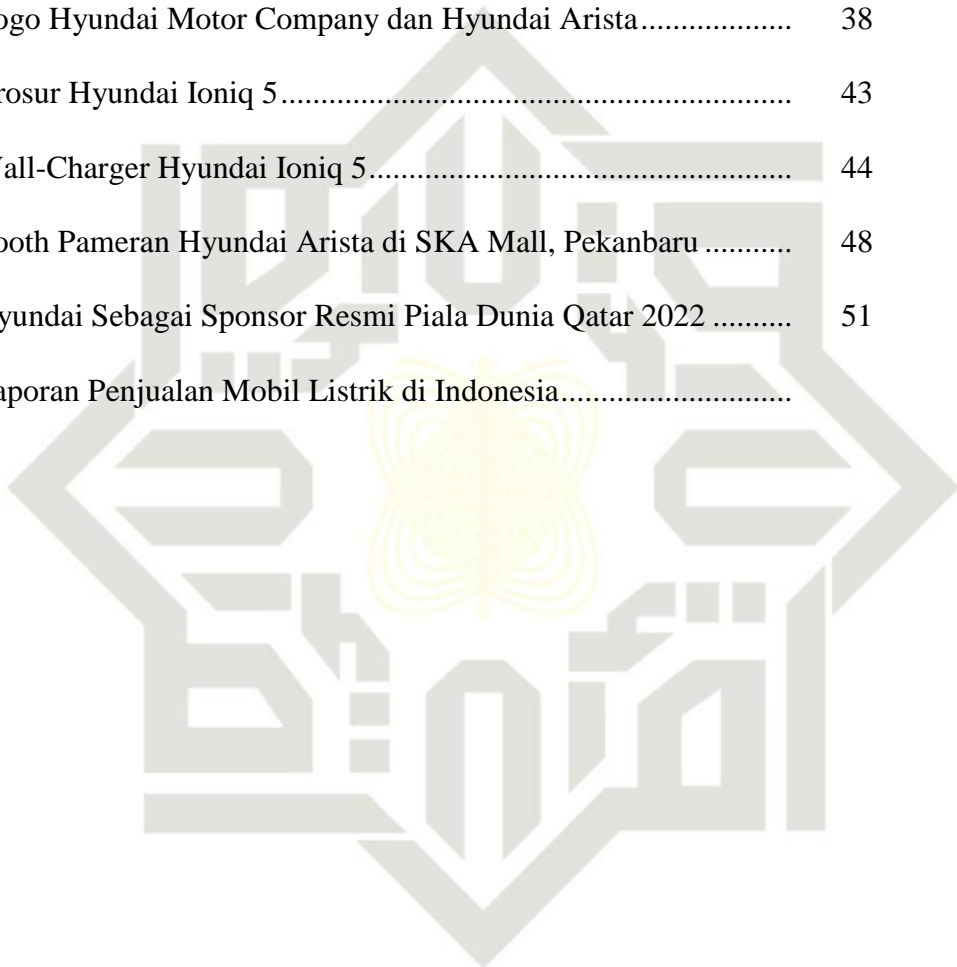 ogo Hyundai Motor Company dan Hyundai Arista................... 38
rosur Hyundai Ioniq 5................................................................ 43
all-Charger Hyundai Ioniq 5..................................................... 44
ooth Pameran Hyundai Arista di SKA Mall, Pekanbaru ........... 48
yundai Sebagai Sponsor Resmi Piala Dunia Qatar 2022 .......... 51
aporan Penjualan Mobil Listrik di Indonesia.............................